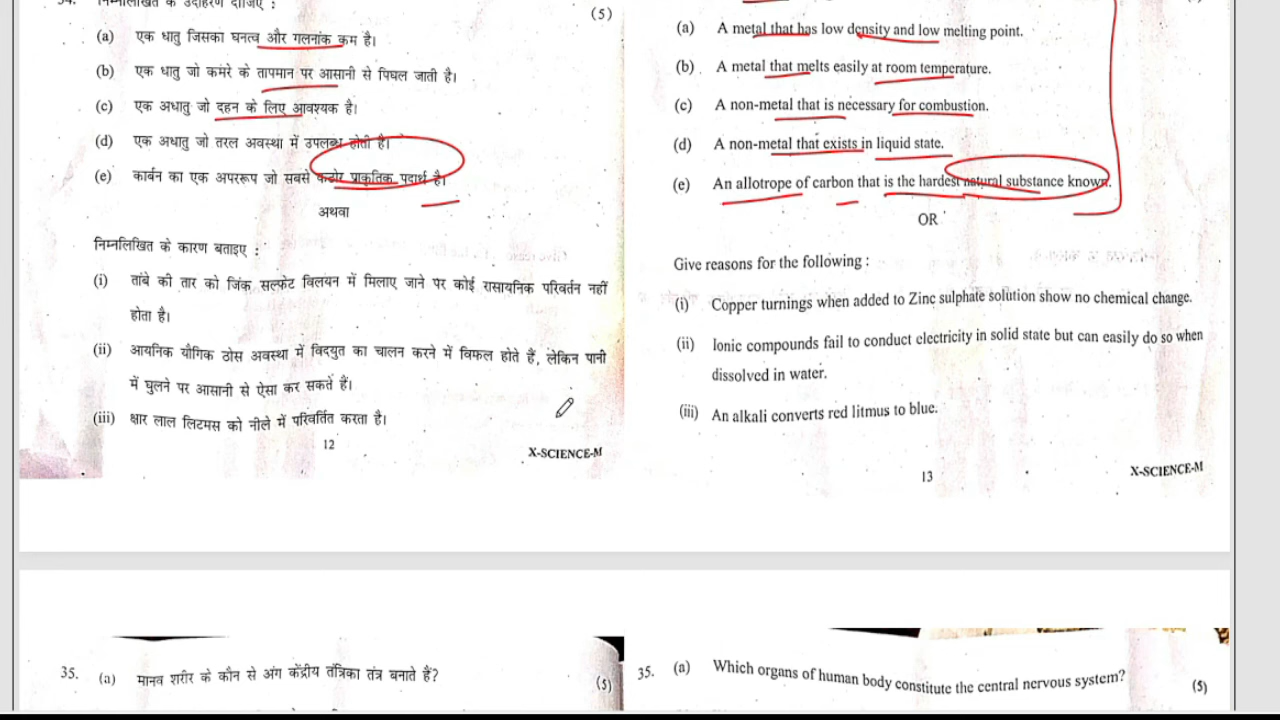 34. निम्नलिखित के उदाहरण दीजिए :
(5)
(a) एक धातु जिसका घनत्व और गलनांक कम है।
(b) एक धातु जो कमरे के तापमान पर आसानी से पिघल जाती है।
(c) एक अधातु जो दहन के लिए आवश्यक है।
(d) एक अधातु जो तरल अवस्था में उपलब्ध होती है।
(e) कार्बन का एक अपररूप जो सबसे कठोर प्राकृतिक पदार्थ है।
अथवा
निम्नलिखित के कारण बताइए :
(i) तांबे की तार को जिंक सल्फेट विलयन में मिलाए जाने पर कोई रासायनिक परिवर्तन नहीं
होता है।
(ii) आयनिक यौगिक ठोस अवस्था में विद्युत का चालन करने में विफल होते हैं, लेकिन पानी
में घुलने पर आसानी से ऐसा कर सकते हैं।
(iii) क्षार लाल लिटमस को नीले में परिवर्तित करता है।
12
X-SCIENCE-M
(a) A metal that has low density and low melting point.
(b) A metal that melts easily at room temperature.
(c) A non-metal that is necessary for combustion.
(d) A non-metal that exists in liquid state.
(e) An allotrope of carbon that is the hardest natural substance known.
OR
Give reasons for the following :
(i) Copper turnings when added to Zinc sulphate solution show no chemical change.
(ii) Ionic compounds fail to conduct electricity in solid state but can easily do so when
dissolved in water.
(iii) An alkali converts red litmus to blue.
13
X-SCIENCE-M
35. (a) मानव शरीर के कौन से अंग केंद्रीय तंत्रिका तंत्र बनाते हैं?
(5)
35. (a) Which organs of human body constitute the central nervous system?
(5)